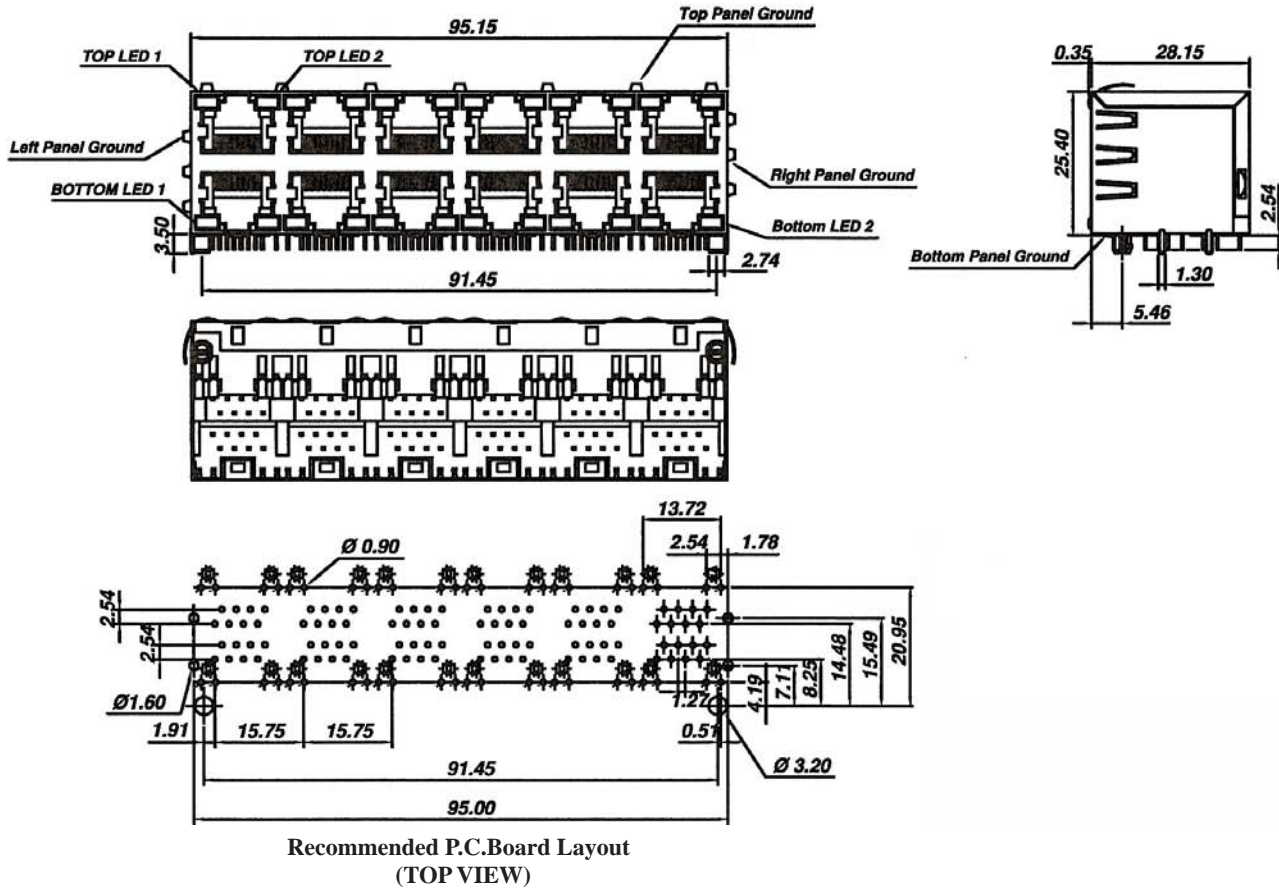 Top Panel Ground
95.15
TOP LED 1
TOP LED 2
0.35
28.15
Left Panel Ground
25.40
Right Panel Ground
BOTTOM LED 1
2.54
3.50
Bottom LED 2
Bottom Panel Ground
2.74
91.45
1.30
5.46
13.72
Ø 0.90
2.54
1.78
2.54
2.54
20.95
15.49
14.48
8.25
7.11
4.19
Ø1.60
1.27
1.91
15.75
15.75
0.51
Ø 3.20
91.45
95.00
Recommended P.C.Board Layout
(TOP VIEW)